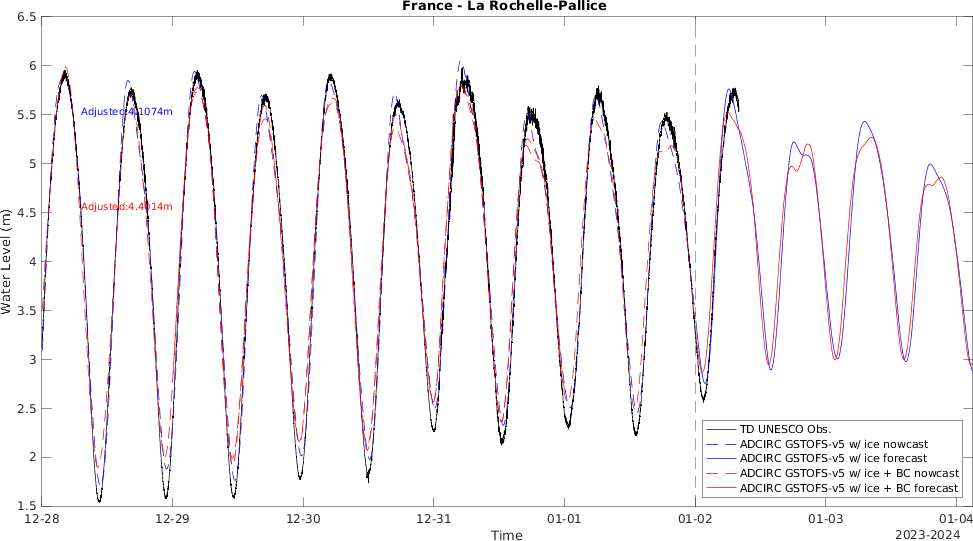 France - La Rochelle-Pallice
6.5
6
5.5
5
4.5
4
3.5
3
2.5
2
1.5
Water Level (m)
Adjusted:4.1074m
Adjusted:4.4014m
TD UNESCO Obs.
ADCIRC GSTOFS-v5 w/ ice nowcast
ADCIRC GSTOFS-v5 w/ ice forecast
ADCIRC GSTOFS-v5 w/ ice + BC nowcast
ADCIRC GSTOFS-v5 w/ ice + BC forecast
12-28 12-29 12-30 12-31 01-01 01-02 01-03 01-04
Time
2023-2024